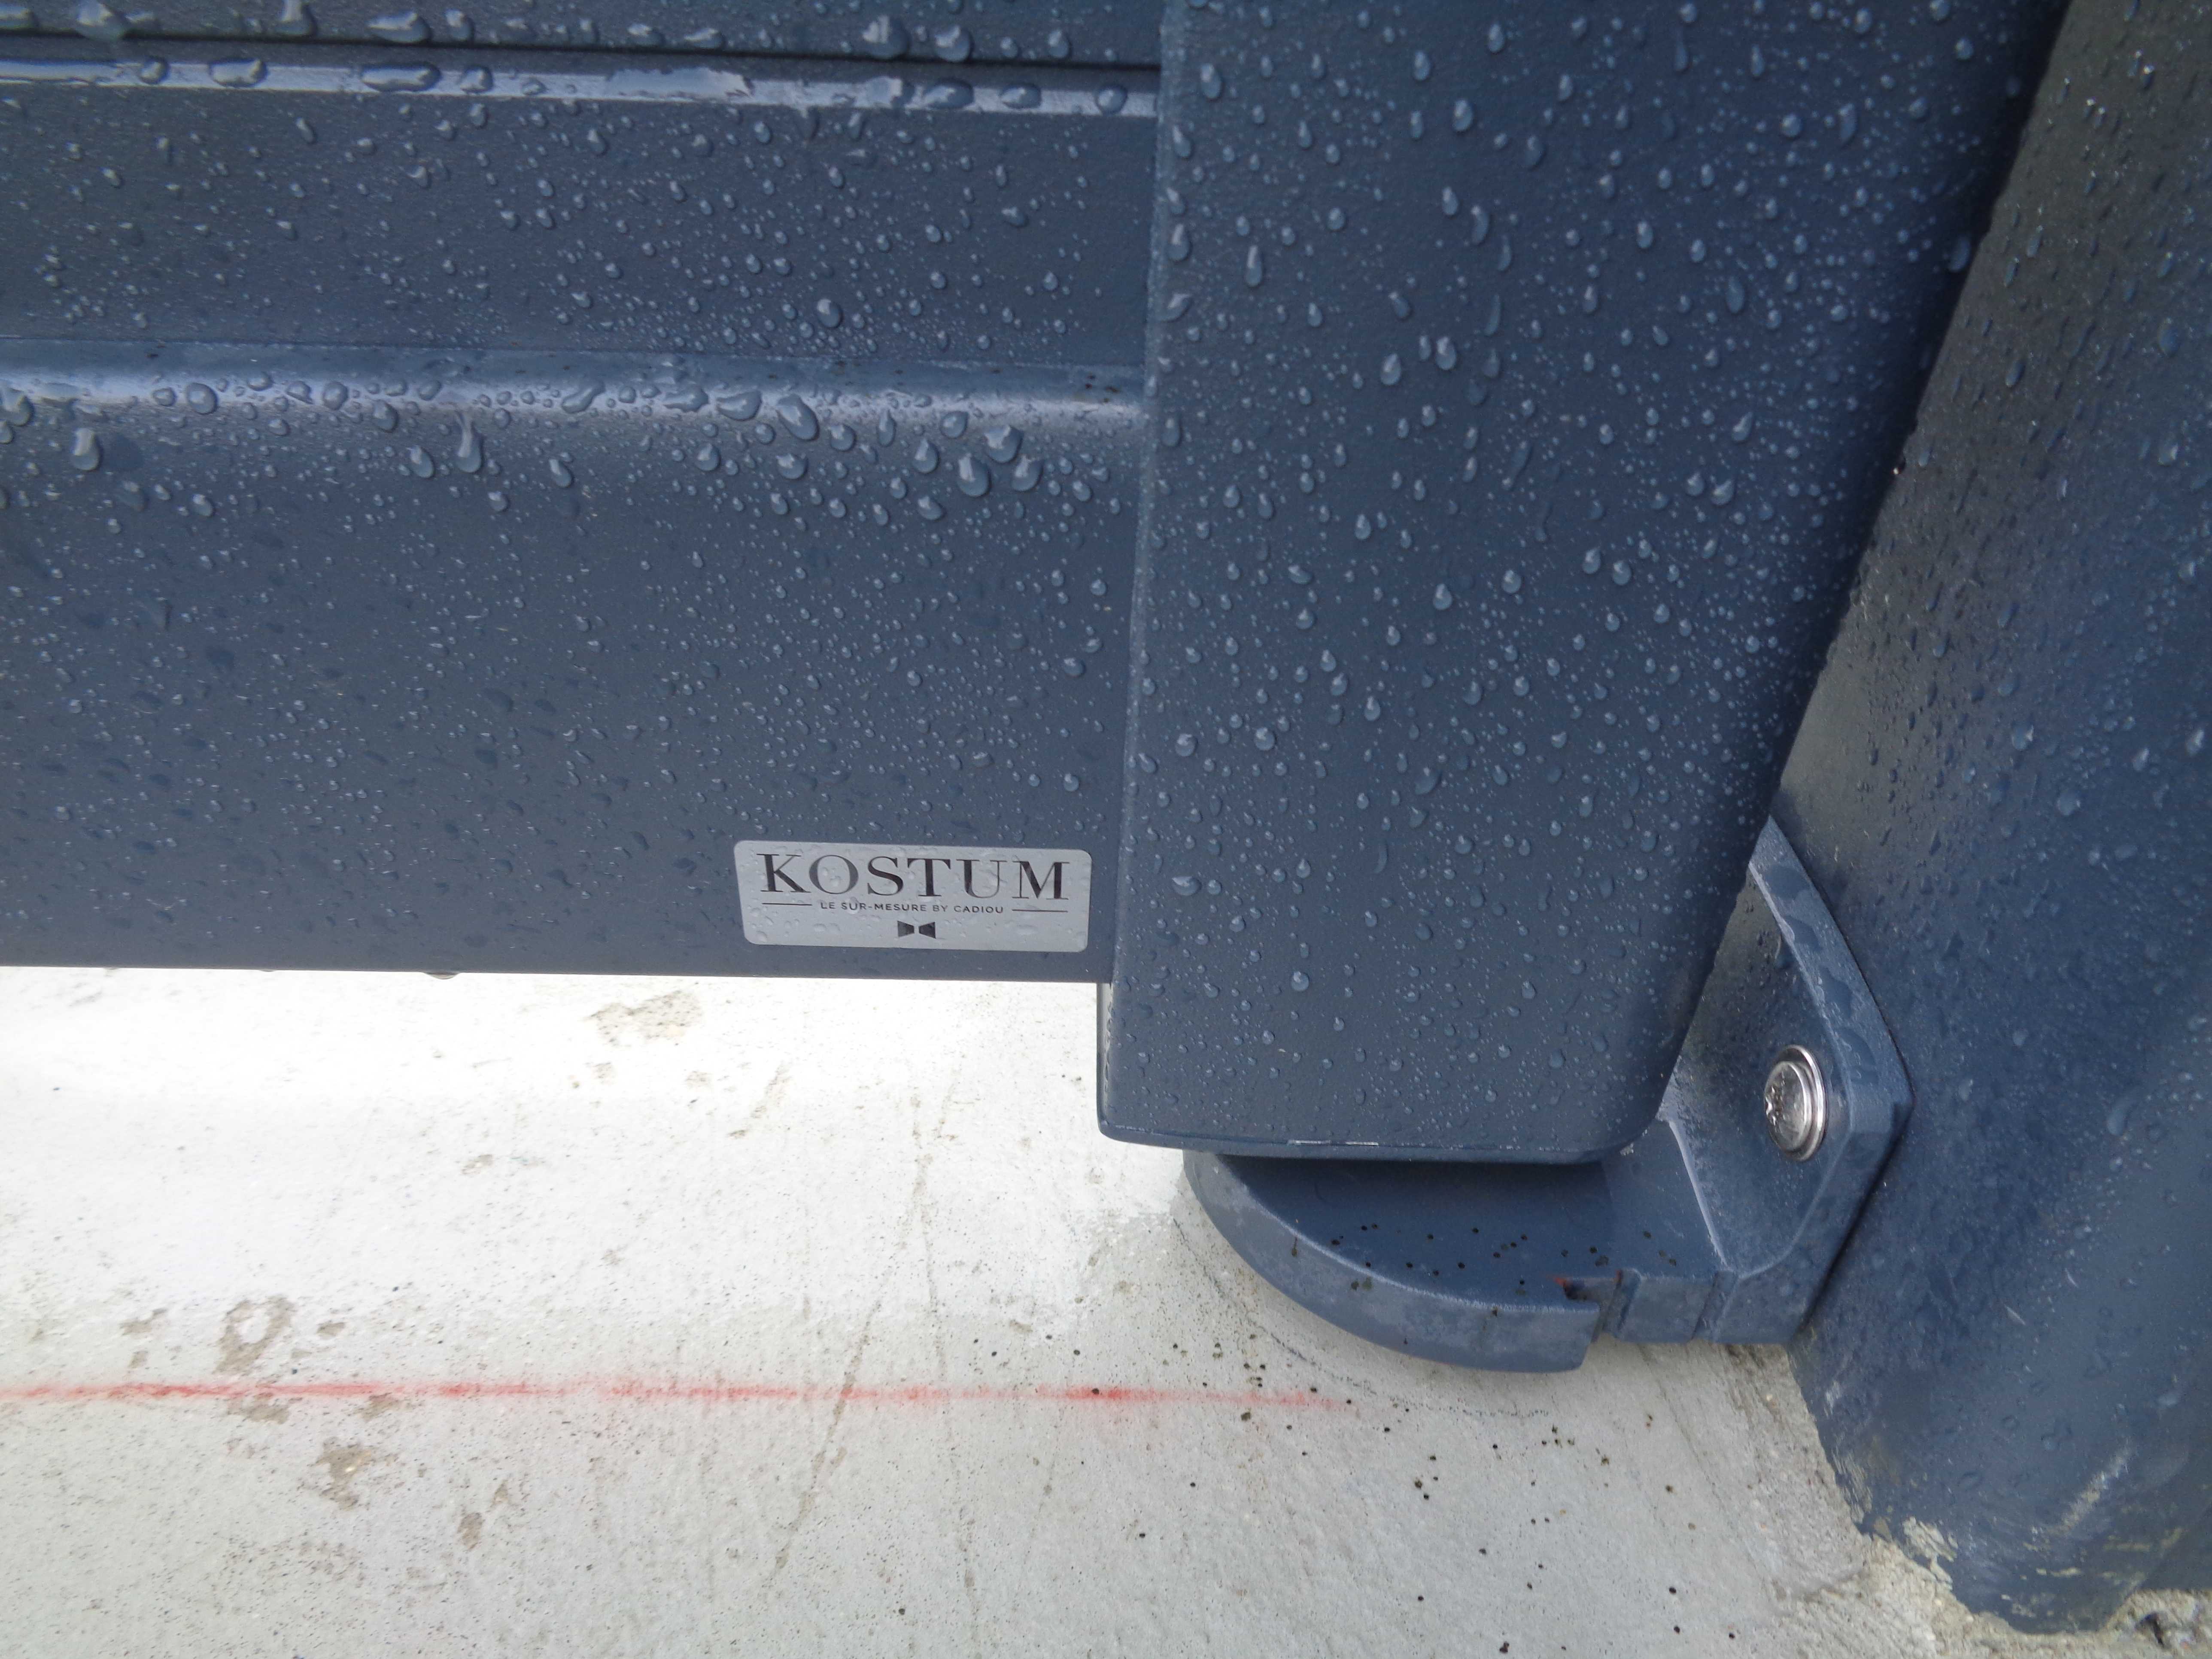 KOSTUM
LE SUR-MESURE BY CADIOU